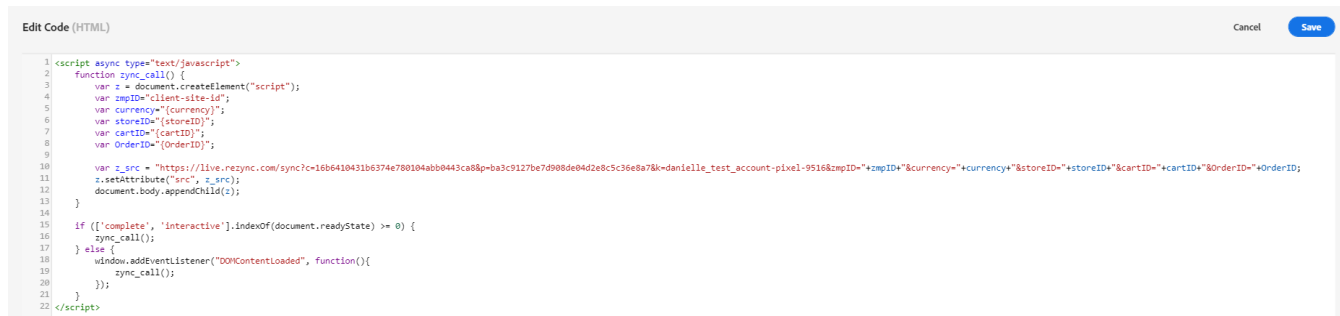 Edit Code (HTML)
Cancel
Save
1 <script async type="text/javascript">
2 function zync_call() {
3 var z = document.createElement("script");
4 var zmpID="client-site-id";
5 var currency="{currency}";
6 var storeID="{storeID}";
7 var cartID="{cartID}";
8 var OrderID="{OrderID}";
9
10 var z_src = "https://live.rezync.com/sync?c=16b6410431b6374e780104abb0443ca8&p=ba3c9127be7d908de04d2e8c5c36e8a7&k=danielle_test_account-pixel-9516&zmpID="+zmpID+"&currency="+currency+"&storeID="+storeID+"&cartID="+cartID+"&OrderID="+OrderID;
11 z.setAttribute("src", z_src);
12 document.body.appendChild(z);
13 }
14
15 if (['complete', 'interactive'].indexOf(document.readyState) >= 0) {
16 zync_call();
17 } else {
18 window.addEventListener("DOMContentLoaded", function(){
19 zync_call();
20 });
21 }
22 </script>